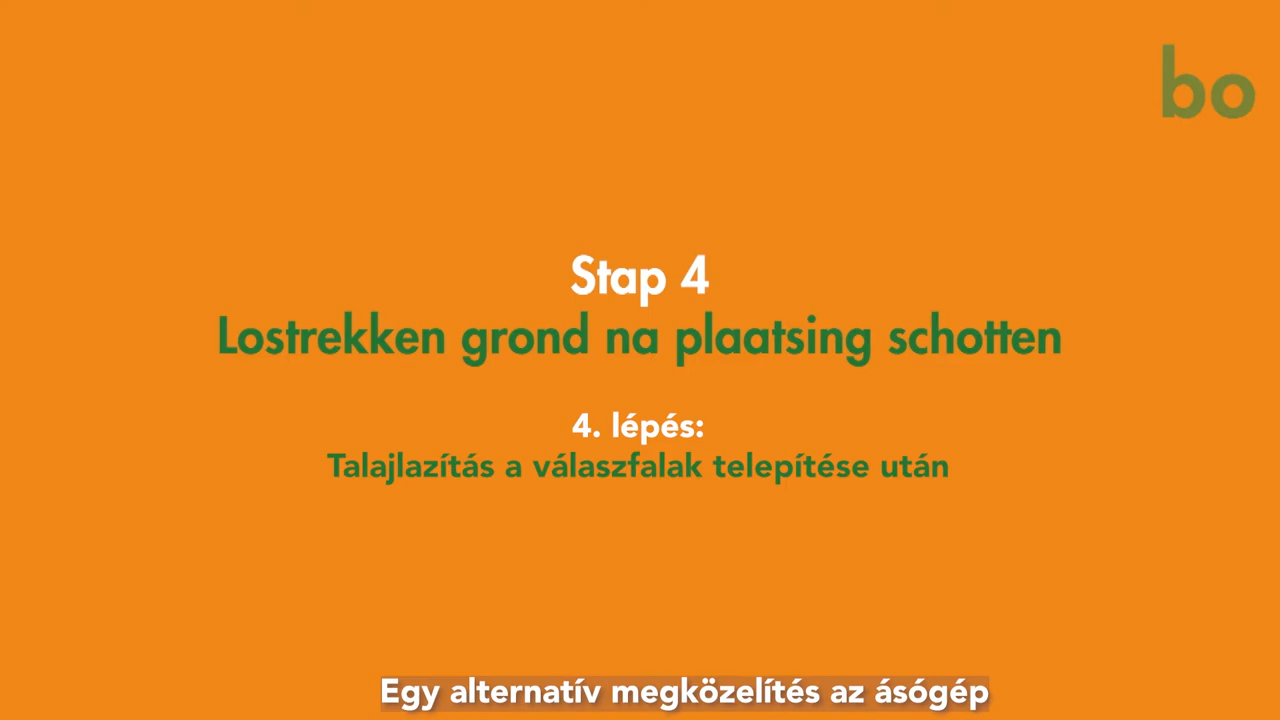 bo
Stap 4
Lostrekken grond na plaatsing schotten
4. lépés:
Talajlazítás a válaszfalak telepítése után
Egy alternatív megközelítés az ásógép